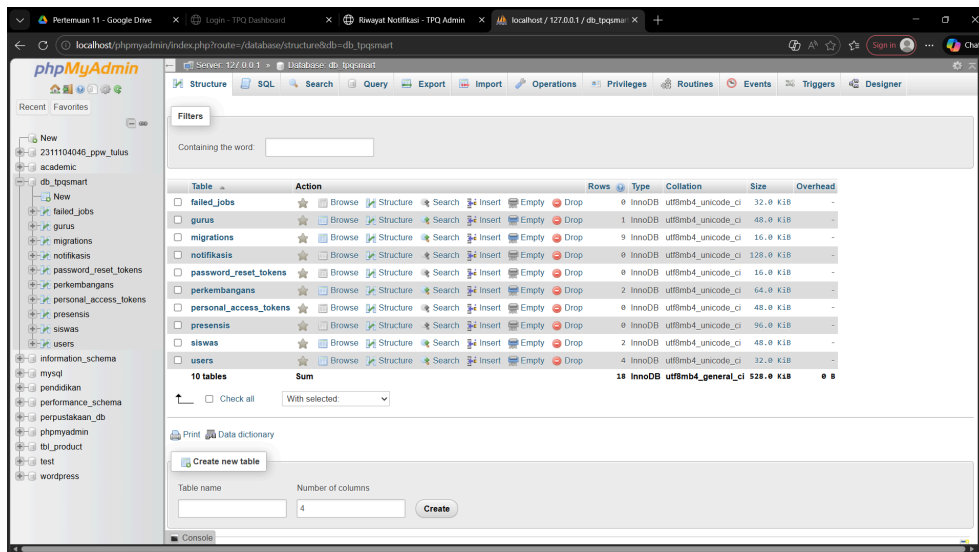 Pertemuan 11 - Google Drive
Login - TPQ Dashboard
Riwayat Notifikasi - TPQ Admin
localhost / 127.0.0.1 / db_tpqsmar
localhost/phpmyadmin/index.php?route=/database/structure&db=db_tpqsmart
Sign in
Chat
phpMyAdmin
Recent Favorites
New
2311104046_ppw_tulus
academic
db_tpqsmart
New
failed_jobs
gurus
migrations
notifikasis
password_reset_tokens
perkembangans
personal_access_tokens
presensis
siswas
users
information_schema
mysql
pendidikan
performance_schema
perpustakaan_db
phpmyadmin
tbl_product
test
wordpress
Server: 127.0.0.1 » Database: db_tpqsmart
Structure SQL Search Query Export Import Operations Privileges Routines Events Triggers Designer
Filters
Containing the word:
Table Action Rows Type Collation Size Overhead
failed_jobs Browse Structure Search Insert Empty Drop 0 InnoDB utf8mb4_unicode_ci 32.0 KiB -
gurus Browse Structure Search Insert Empty Drop 1 InnoDB utf8mb4_unicode_ci 48.0 KiB -
migrations Browse Structure Search Insert Empty Drop 9 InnoDB utf8mb4_unicode_ci 16.0 KiB -
notifikasis Browse Structure Search Insert Empty Drop 0 InnoDB utf8mb4_unicode_ci 128.0 KiB -
password_reset_tokens Browse Structure Search Insert Empty Drop 0 InnoDB utf8mb4_unicode_ci 16.0 KiB -
perkembangans Browse Structure Search Insert Empty Drop 2 InnoDB utf8mb4_unicode_ci 64.0 KiB -
personal_access_tokens Browse Structure Search Insert Empty Drop 0 InnoDB utf8mb4_unicode_ci 48.0 KiB -
presensis Browse Structure Search Insert Empty Drop 0 InnoDB utf8mb4_unicode_ci 96.0 KiB -
siswas Browse Structure Search Insert Empty Drop 2 InnoDB utf8mb4_unicode_ci 48.0 KiB -
users Browse Structure Search Insert Empty Drop 4 InnoDB utf8mb4_unicode_ci 32.0 KiB -
10 tables Sum 18 InnoDB utf8mb4_general_ci 528.0 KiB 0 B
Check all With selected:
Print Data dictionary
Create new table
Table name Number of columns
4 Create
Console